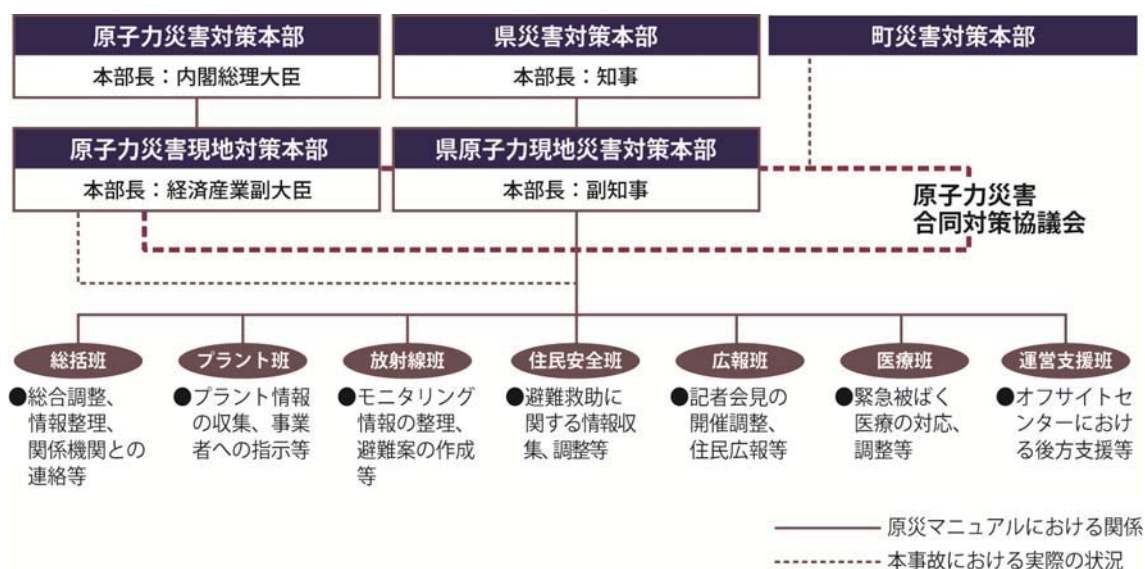 原子力災害対策本部
本部長：内閣総理大臣
県災害対策本部
本部長：知事
町災害対策本部
原子力災害現地対策本部
本部長：経済産業副大臣
県原子力現地災害対策本部
本部長：副知事
原子力災害
合同対策協議会
総括班
●総合調整、
情報整理、
関係機関との
連絡等
プラント班
●プラント情報
の収集、事業
者への指示等
放射線班
●モニタリング
情報の整理、
避難案の作成
等
住民安全班
●避難救助に
関する情報収
集、調整等
広報班
●記者会見の
開催調整、
住民広報等
医療班
●緊急被ばく
医療の対応、
調整等
運営支援班
●オフサイトセ
ンターにおけ
る後方支援等
原災マニュアルにおける関係
本事故における実際の状況